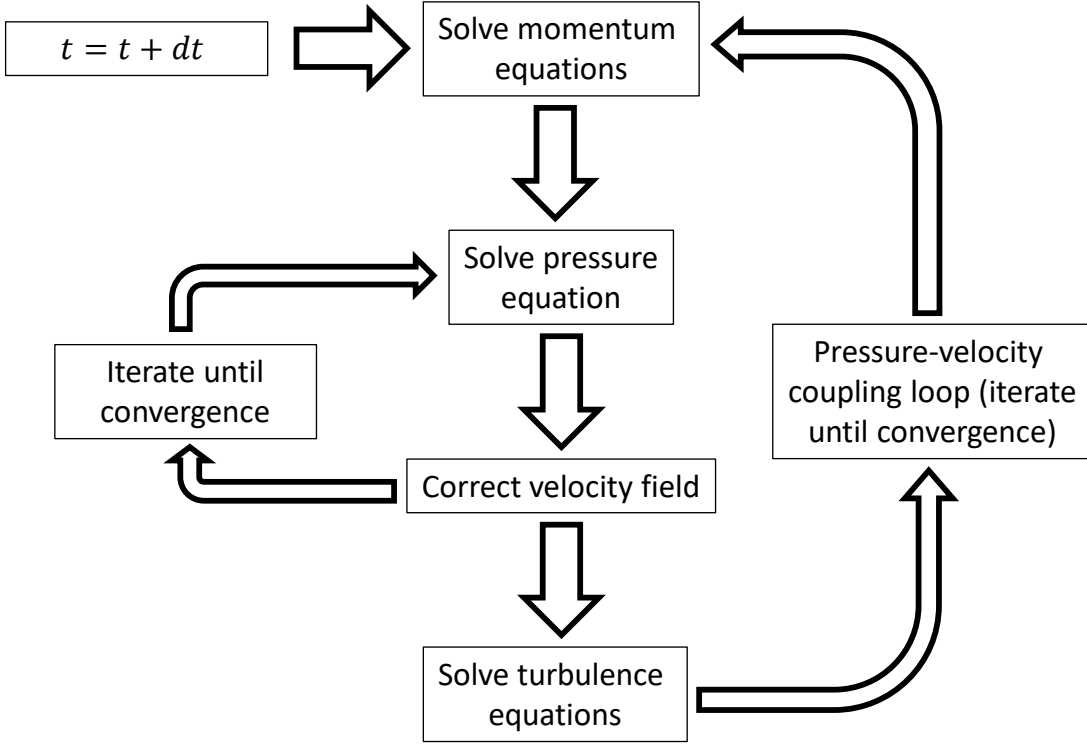 t = t + dt
Solve momentum
equations
Solve pressure
equation
Iterate until
convergence
Pressure-velocity
coupling loop (iterate
until convergence)
Correct velocity field
Solve turbulence
equations